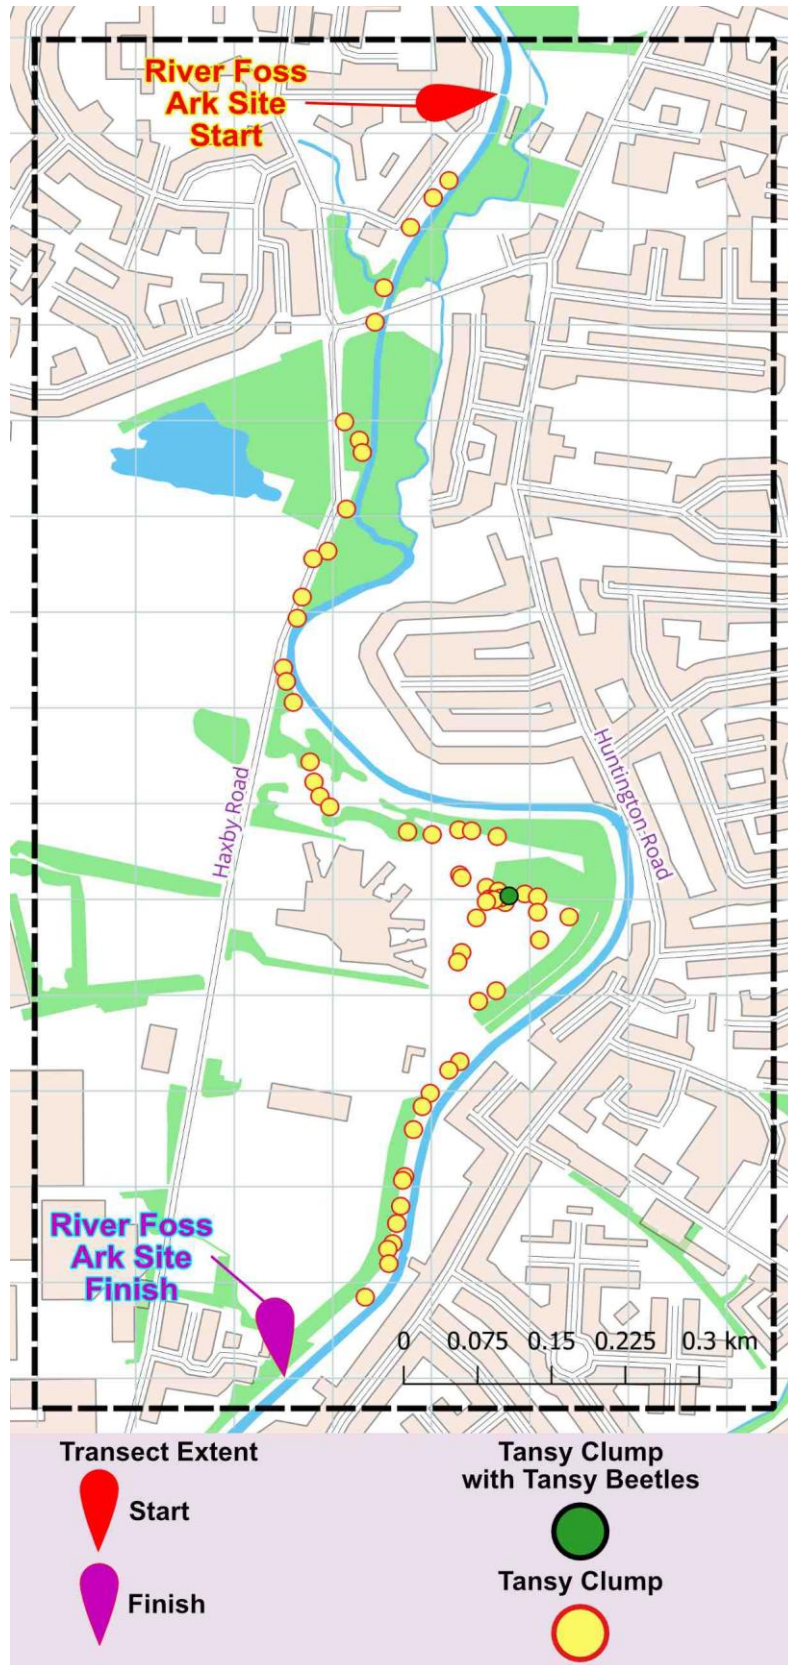 River Foss
Ark Site
Start
Haxby Road
Huntington Road
River Foss
Ark Site
Finish
0 0.075 0.15 0.225 0.3 km
Transect Extent
Start
Finish
Tansy Clump
with Tansy Beetles
Tansy Clump